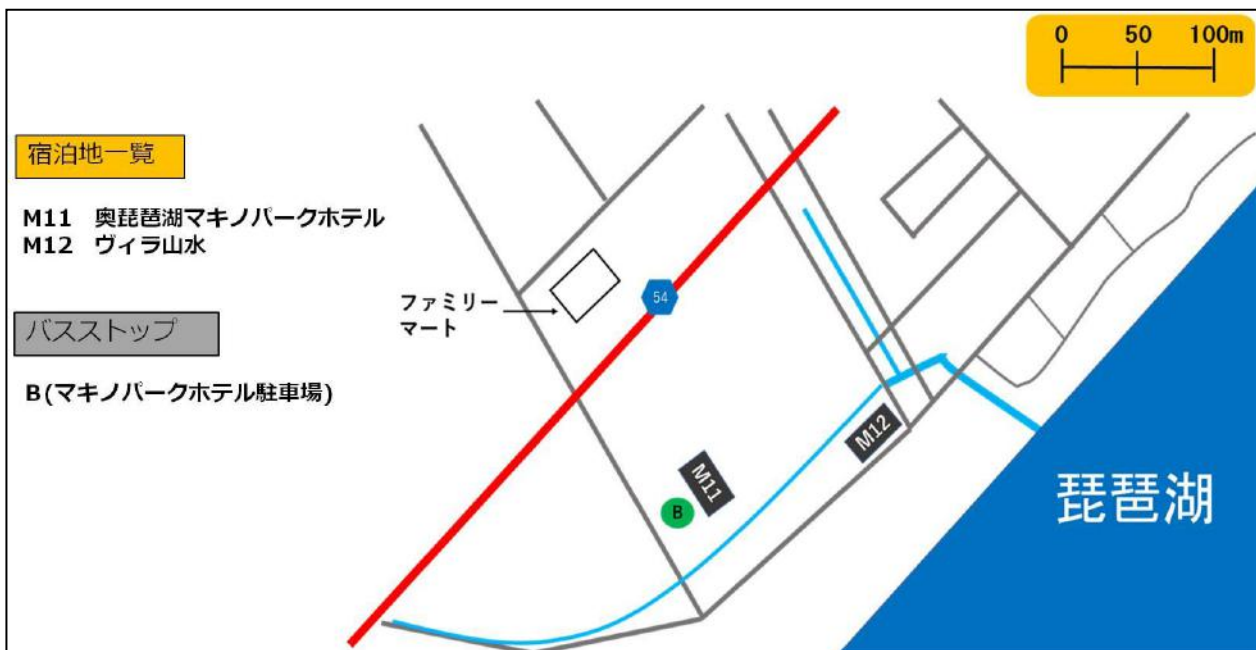 0 50 100m
宿泊地一覧
M11 奥琵琶湖マキノパークホテル
M12 ヴィラ山水
バスストップ
B(マキノパークホテル駐車場)
ファミリー
マート
54
M12
M11
B
琵琶湖